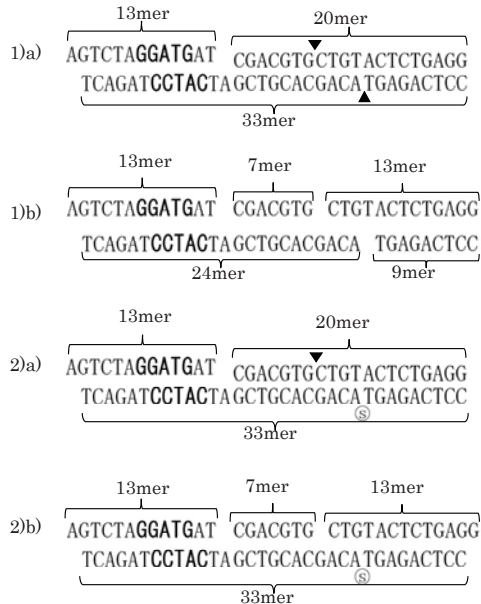 13mer 20mer
1)a) AGTCTAGGATGAT CGACGTGCTGTACTCTGAGG
TCAGATCCTACTAGCTGCACGACATGAGACTCC
33mer
13mer 7mer 13mer
1)b) AGTCTAGGATGAT CGACGTG CTGTACTCTGAGG
TCAGATCCTACTAGCTGCACGACA TGAGACTCC
24mer 9mer
13mer 20mer
2)a) AGTCTAGGATGAT CGACGTGCTGTACTCTGAGG
TCAGATCCTACTAGCTGCACGACATGAGACTCC
Ⓢ
33mer
13mer 7mer 13mer
2)b) AGTCTAGGATGAT CGACGTG CTGTACTCTGAGG
TCAGATCCTACTAGCTGCACGACATGAGACTCC
Ⓢ
33mer